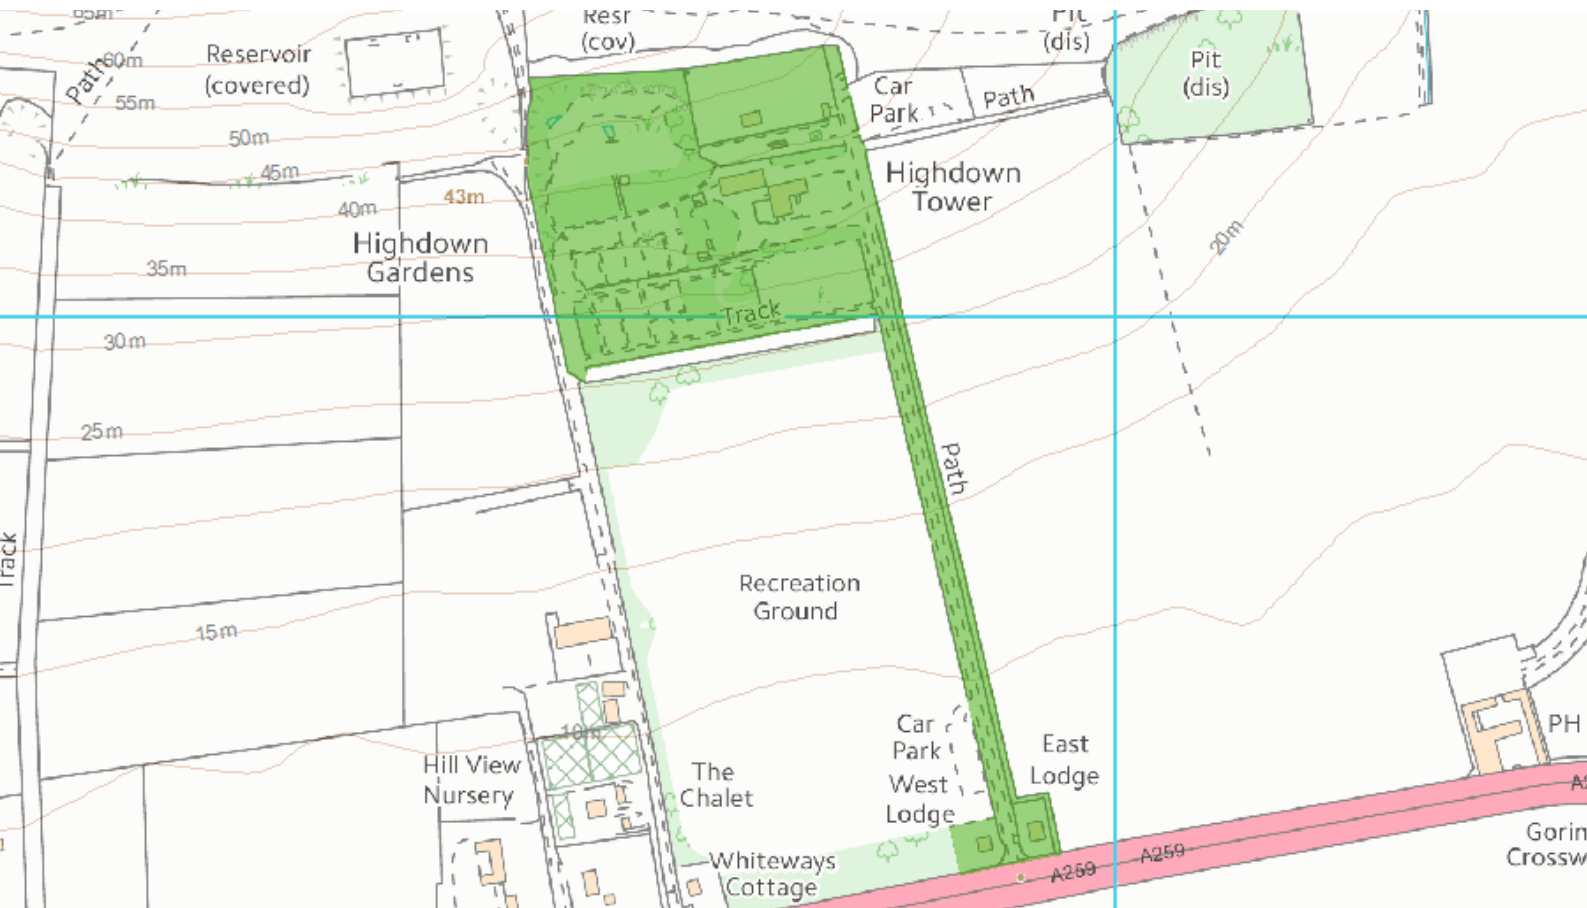 65m
Resr
(cov)
Pit
(dis)
Reservoir
(covered)
60m
Path
55m
Pit
(dis)
Car
Park
Path
50m
45m
43m
40m
Highdown
Tower
Highdown
Gardens
35m
20m
Track
30m
25m
Path
Track
Recreation
Ground
15m
10m
Car
Park
East
Lodge
PH
Hill View
Nursery
The
Chalet
West
Lodge
A259
A259
Whiteways
Cottage
Gorin
Crossw